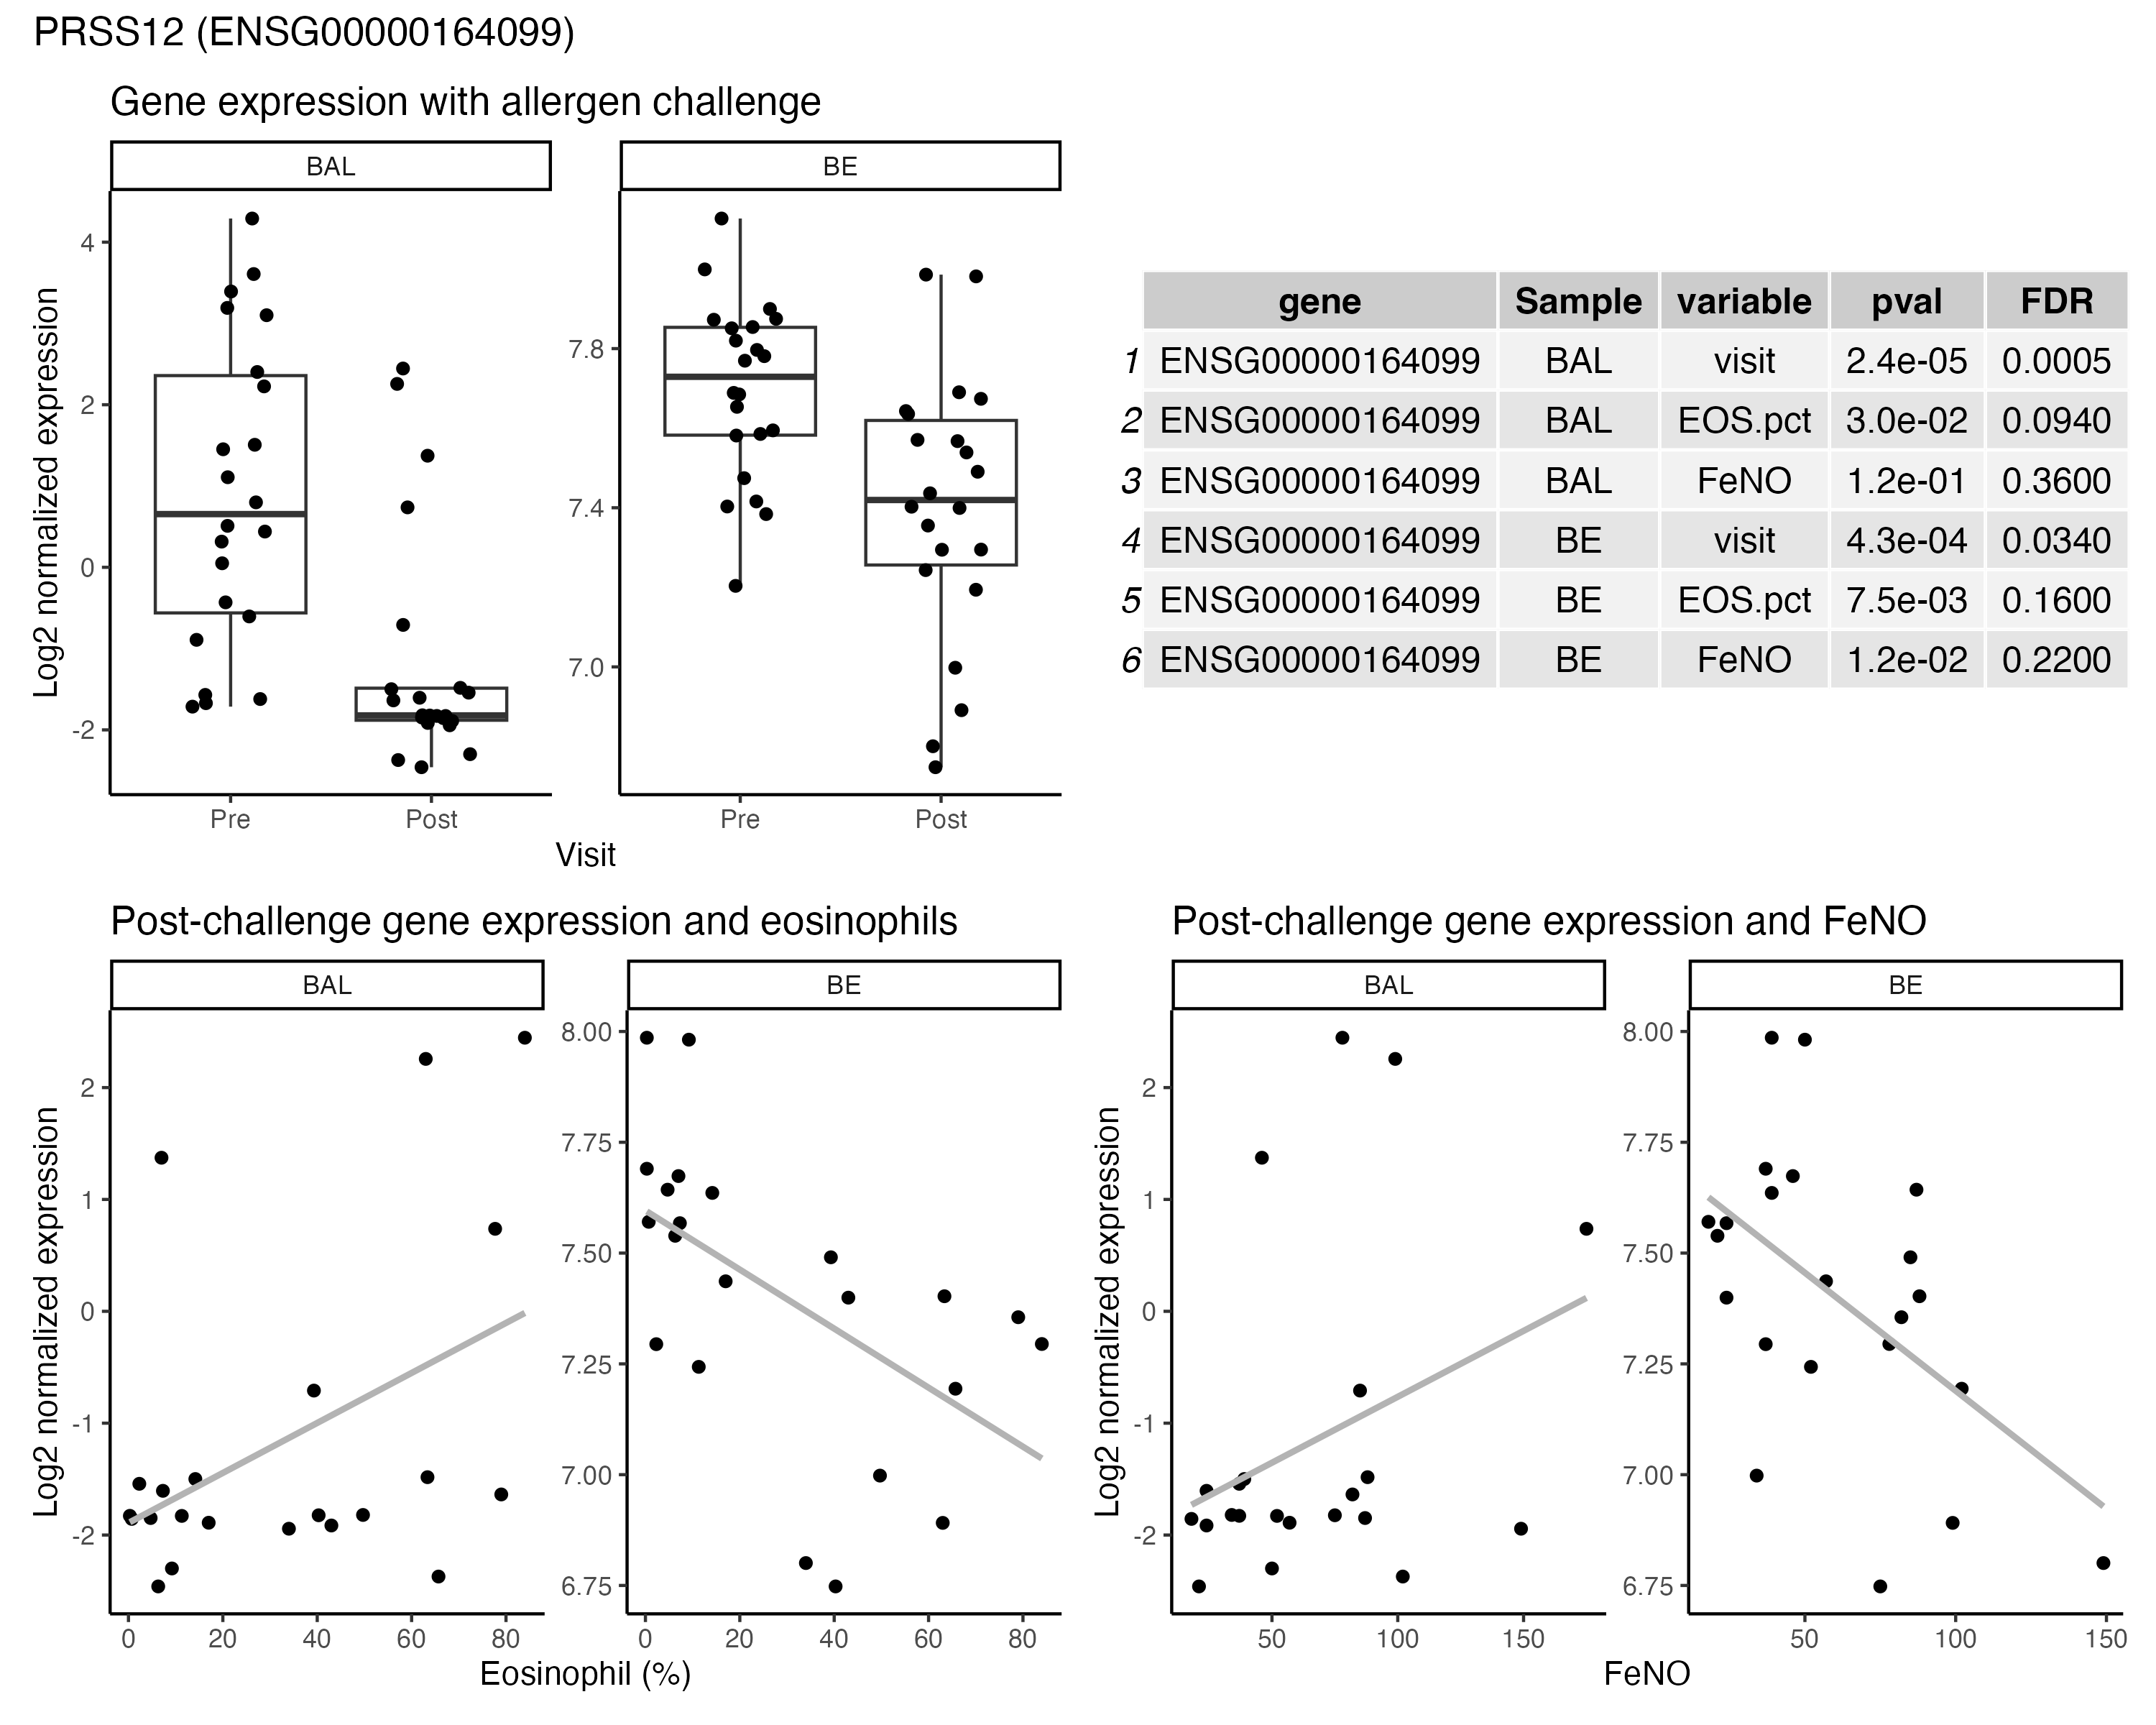 PRSS12 (ENSG00000164099)
Gene expression with allergen challenge
BAL
BE
Log2 normalized expression
4
2
0
-2
7.8
7.4
7.0
Pre
Post
Pre
Post
Visit
gene Sample variable pval FDR
1 ENSG00000164099 BAL visit 2.4e-05 0.0005
2 ENSG00000164099 BAL EOS.pct 3.0e-02 0.0940
3 ENSG00000164099 BAL FeNO 1.2e-01 0.3600
4 ENSG00000164099 BE visit 4.3e-04 0.0340
5 ENSG00000164099 BE EOS.pct 7.5e-03 0.1600
6 ENSG00000164099 BE FeNO 1.2e-02 0.2200
Post-challenge gene expression and eosinophils
BAL
BE
Log2 normalized expression
2
1
0
-1
-2
8.00
7.75
7.50
7.25
7.00
6.75
0 20 40 60 80
0 20 40 60 80
Eosinophil (%)
Post-challenge gene expression and FeNO
BAL
BE
Log2 normalized expression
2
1
0
-1
-2
8.00
7.75
7.50
7.25
7.00
6.75
50 100 150
50 100 150
FeNO